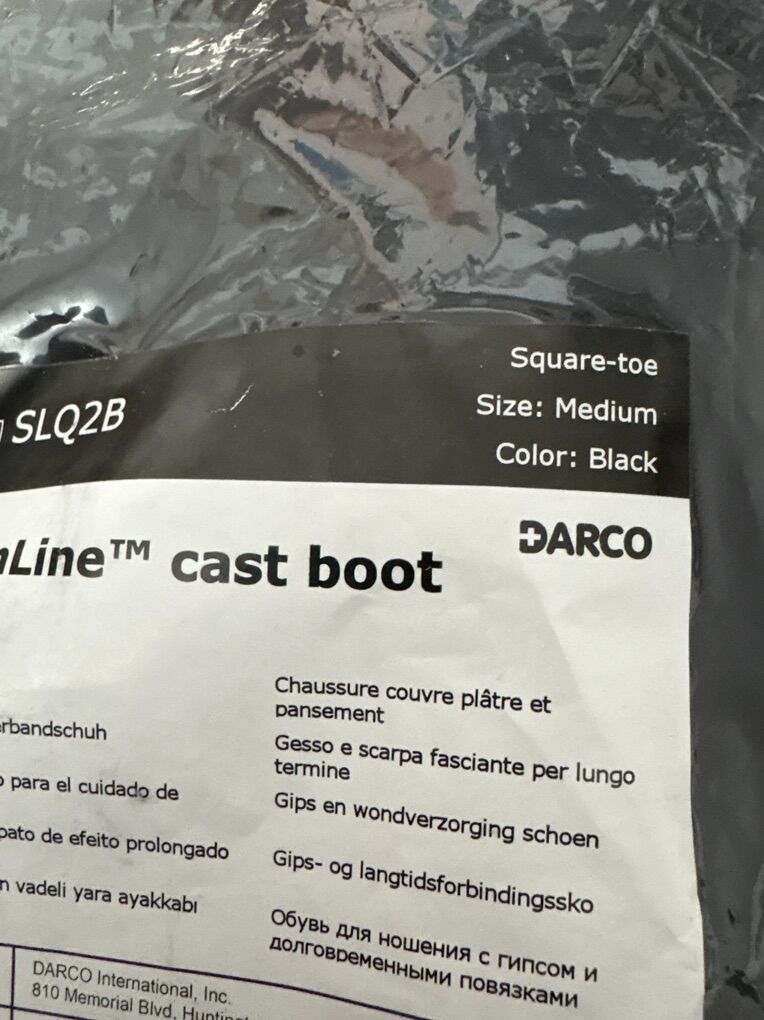 SLQ2B
Square-toe
Size: Medium
Color: Black
DARCO
Line™ cast boot
Chaussure couvre plâtre et
pansement
Gesso e scarpa fasciante per lungo
termine
Gips en wondverzorging schoen
Gips- og langtidsforbindingssko
Обувь для ношения с гипсом и
долговременными повязками
rbandschuh
para el cuidado de
pato de efeito prolongado
n vadeli yara ayakkabı
DARCO International, Inc.
810 Memorial Blvd, Hunting